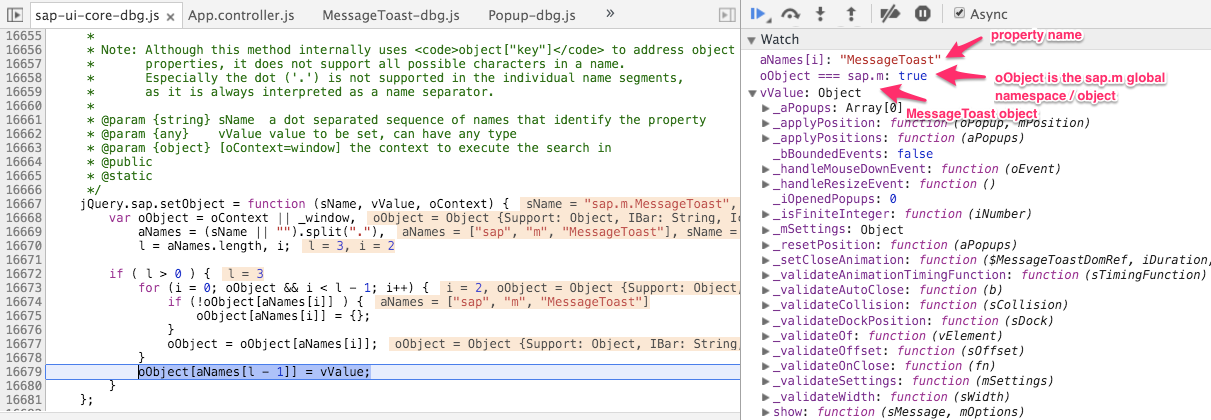 sap-ui-core-dbg.js × App.controller.js MessageToast-dbg.js Popup-dbg.js » Async
16655 *
16656 * Note: Although this method internally uses <code>object["key"]</code> to address object
16657 * properties, it does not support all possible characters in a name.
16658 * Especially the dot ('.') is not supported in the individual name segments,
16659 * as it is always interpreted as a name separator.
16660 *
16661 * @param {string} sName a dot separated sequence of names that identify the property
16662 * @param {any} vValue value to be set, can have any type
16663 * @param {object} [oContext=window] the context to execute the search in
16664 * @public
16665 * @static
16666 */
16667 jQuery.sap.setObject = function (sName, vValue, oContext) { sName = "sap.m.MessageToast",
16668 var oObject = oContext || _window, oObject = Object {Support: Object, IBar: String, Ic
16669 aNames = (sName || "").split("."), aNames = ["sap", "m", "MessageToast"], sName =
16670 l = aNames.length, i; l = 3, i = 2
16671
16672 if ( l > 0 ) { l = 3
16673 for (i = 0; oObject && i < l - 1; i++) { i = 2, oObject = Object {Support: Object,
16674 if (!oObject[aNames[i]] ) { aNames = ["sap", "m", "MessageToast"]
16675 oObject[aNames[i]] = {};
16676 }
16677 oObject = oObject[aNames[i]]; oObject = Object {Support: Object, IBar: String,
16678 }
16679 oObject[aNames[l - 1]] = vValue;
16680 }
16681 };
Watch
property name
aNames[i]: "MessageToast"
oObject === sap.m: true
oObject is the sap.m global
namespace / object
vValue: Object
_aPopups: Array[0]
MessageToast object
_applyPosition: function (oPopup, mPosition)
_applyPositions: function (aPopups)
_bBoundedEvents: false
_handleMouseDownEvent: function (oEvent)
_handleResizeEvent: function ()
_iOpenedPopups: 0
_isFiniteInteger: function (iNumber)
_mSettings: Object
_resetPosition: function (aPopups)
_setCloseAnimation: function ($MessageToastDomRef, iDuration,
_validateAnimationTimingFunction: function (sTimingFunction)
_validateAutoClose: function (b)
_validateCollision: function (sCollision)
_validateDockPosition: function (sDock)
_validateOf: function (vElement)
_validateOffset: function (sOffset)
_validateOnClose: function (fn)
_validateSettings: function (mSettings)
_validateWidth: function (sWidth)
show: function (sMessage, mOptions)